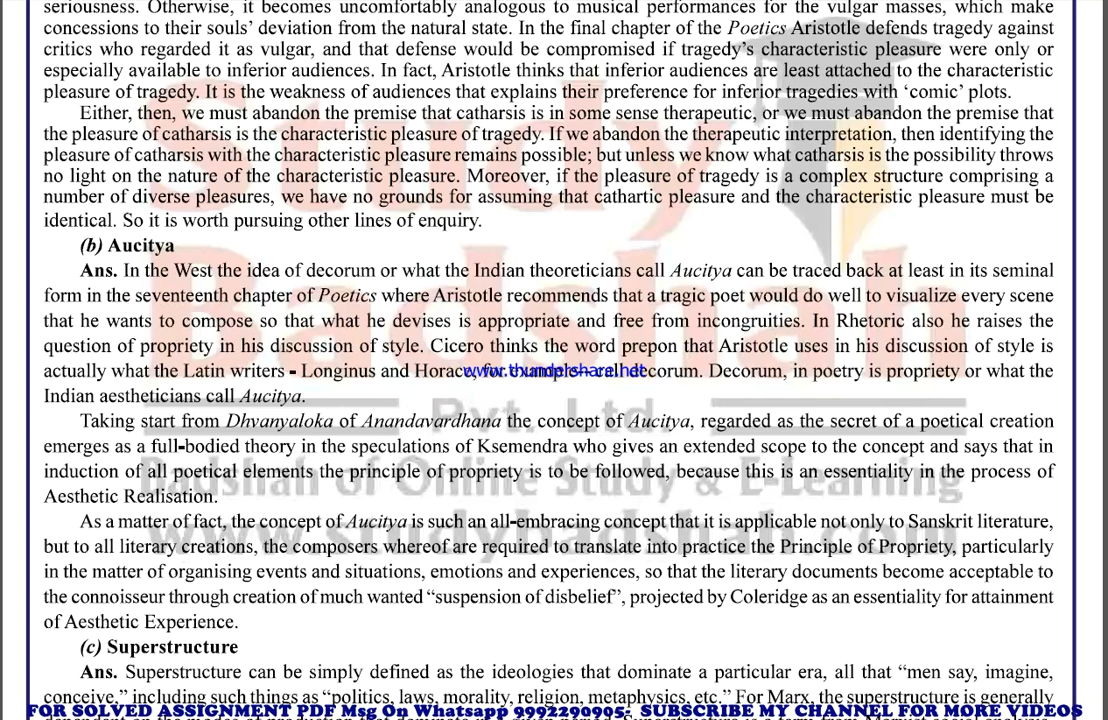 seriousness. Otherwise, it becomes uncomfortably analogous to musical performances for the vulgar masses, which make
concessions to their souls' deviation from the natural state. In the final chapter of the Poetics Aristotle defends tragedy against
critics who regarded it as vulgar, and that defense would be compromised if tragedy's characteristic pleasure were only or
especially available to inferior audiences. In fact, Aristotle thinks that inferior audiences are least attached to the characteristic
pleasure of tragedy. It is the weakness of audiences that explains their preference for inferior tragedies with 'comic' plots.
Either, then, we must abandon the premise that catharsis is in some sense therapeutic, or we must abandon the premise that
the pleasure of catharsis is the characteristic pleasure of tragedy. If we abandon the therapeutic interpretation, then identifying the
pleasure of catharsis with the characteristic pleasure remains possible; but unless we know what catharsis is the possibility throws
no light on the nature of the characteristic pleasure. Moreover, if the pleasure of tragedy is a complex structure comprising a
number of diverse pleasures, we have no grounds for assuming that cathartic pleasure and the characteristic pleasure must be
identical. So it is worth pursuing other lines of enquiry.
(b) Aucitya
Ans. In the West the idea of decorum or what the Indian theoreticians call Aucitya can be traced back at least in its seminal
form in the seventeenth chapter of Poetics where Aristotle recommends that a tragic poet would do well to visualize every scene
that he wants to compose so that what he devises is appropriate and free from incongruities. In Rhetoric also he raises the
question of propriety in his discussion of style. Cicero thinks the word prepon that Aristotle uses in his discussion of style is
actually what the Latin writers - Longinus and Horace, for example – call decorum. Decorum, in poetry is propriety or what the
www.thundershare.net
Indian aestheticians call Aucitya.
Taking start from Dhvanyaloka of Anandavardhana the concept of Aucitya, regarded as the secret of a poetical creation
emerges as a full-bodied theory in the speculations of Ksemendra who gives an extended scope to the concept and says that in
induction of all poetical elements the principle of propriety is to be followed, because this is an essentiality in the process of
Aesthetic Realisation.
As a matter of fact, the concept of Aucitya is such an all-embracing concept that it is applicable not only to Sanskrit literature,
but to all literary creations, the composers whereof are required to translate into practice the Principle of Propriety, particularly
in the matter of organising events and situations, emotions and experiences, so that the literary documents become acceptable to
the connoisseur through creation of much wanted "suspension of disbelief", projected by Coleridge as an essentiality for attainment
of Aesthetic Experience.
(c) Superstructure
Ans. Superstructure can be simply defined as the ideologies that dominate a particular era, all that "men say, imagine,
conceive," including such things as "politics, laws, morality, religion, metaphysics, etc." For Marx, the superstructure is generally
FOR SOLVED ASSIGNMENT PDF Msg On Whatsapp 9992290905- SUBSCRIBE MY CHANNEL FOR MORE VIDEOS
Study
Badshah
Pvt. Ltd.
Badshah of Online Study & E-Learning
www.studybadshah.com